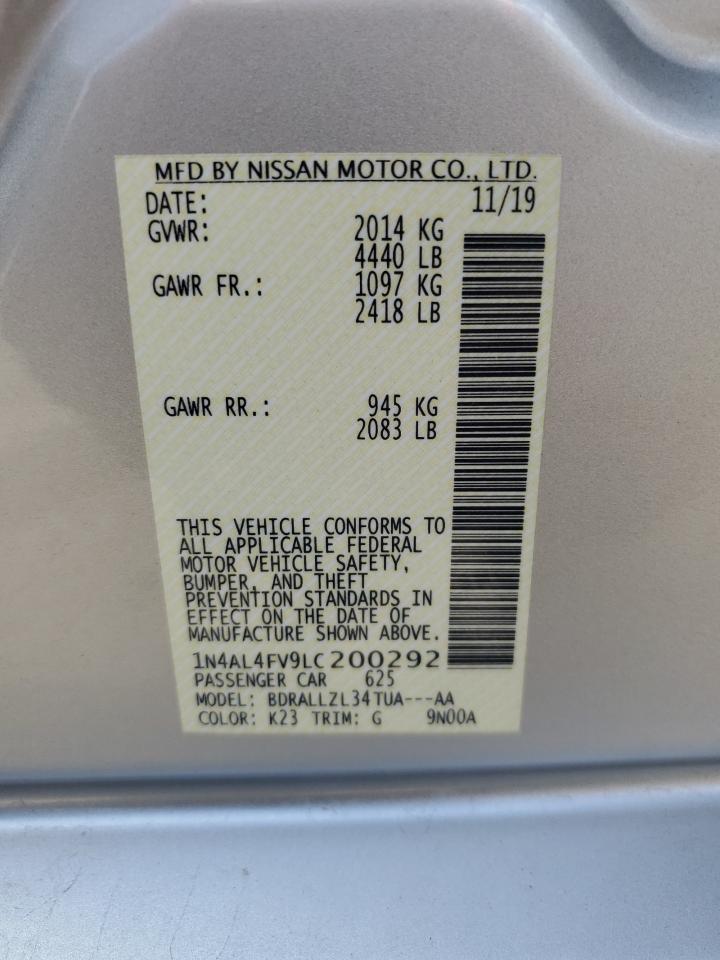 MFD BY NISSAN MOTOR CO., LTD.
DATE: 11/19
GVWR: 2014 KG
4440 LB
GAWR FR.: 1097 KG
2418 LB
GAWR RR.: 945 KG
2083 LB
THIS VEHICLE CONFORMS TO
ALL APPLICABLE FEDERAL
MOTOR VEHICLE SAFETY,
BUMPER, AND THEFT
PREVENTION STANDARDS IN
EFFECT ON THE DATE OF
MANUFACTURE SHOWN ABOVE.
1N4AL4FV9LC200292
PASSENGER CAR 625
MODEL: BDRALLZL34TUA---AA
COLOR: K23 TRIM: G 9N00A